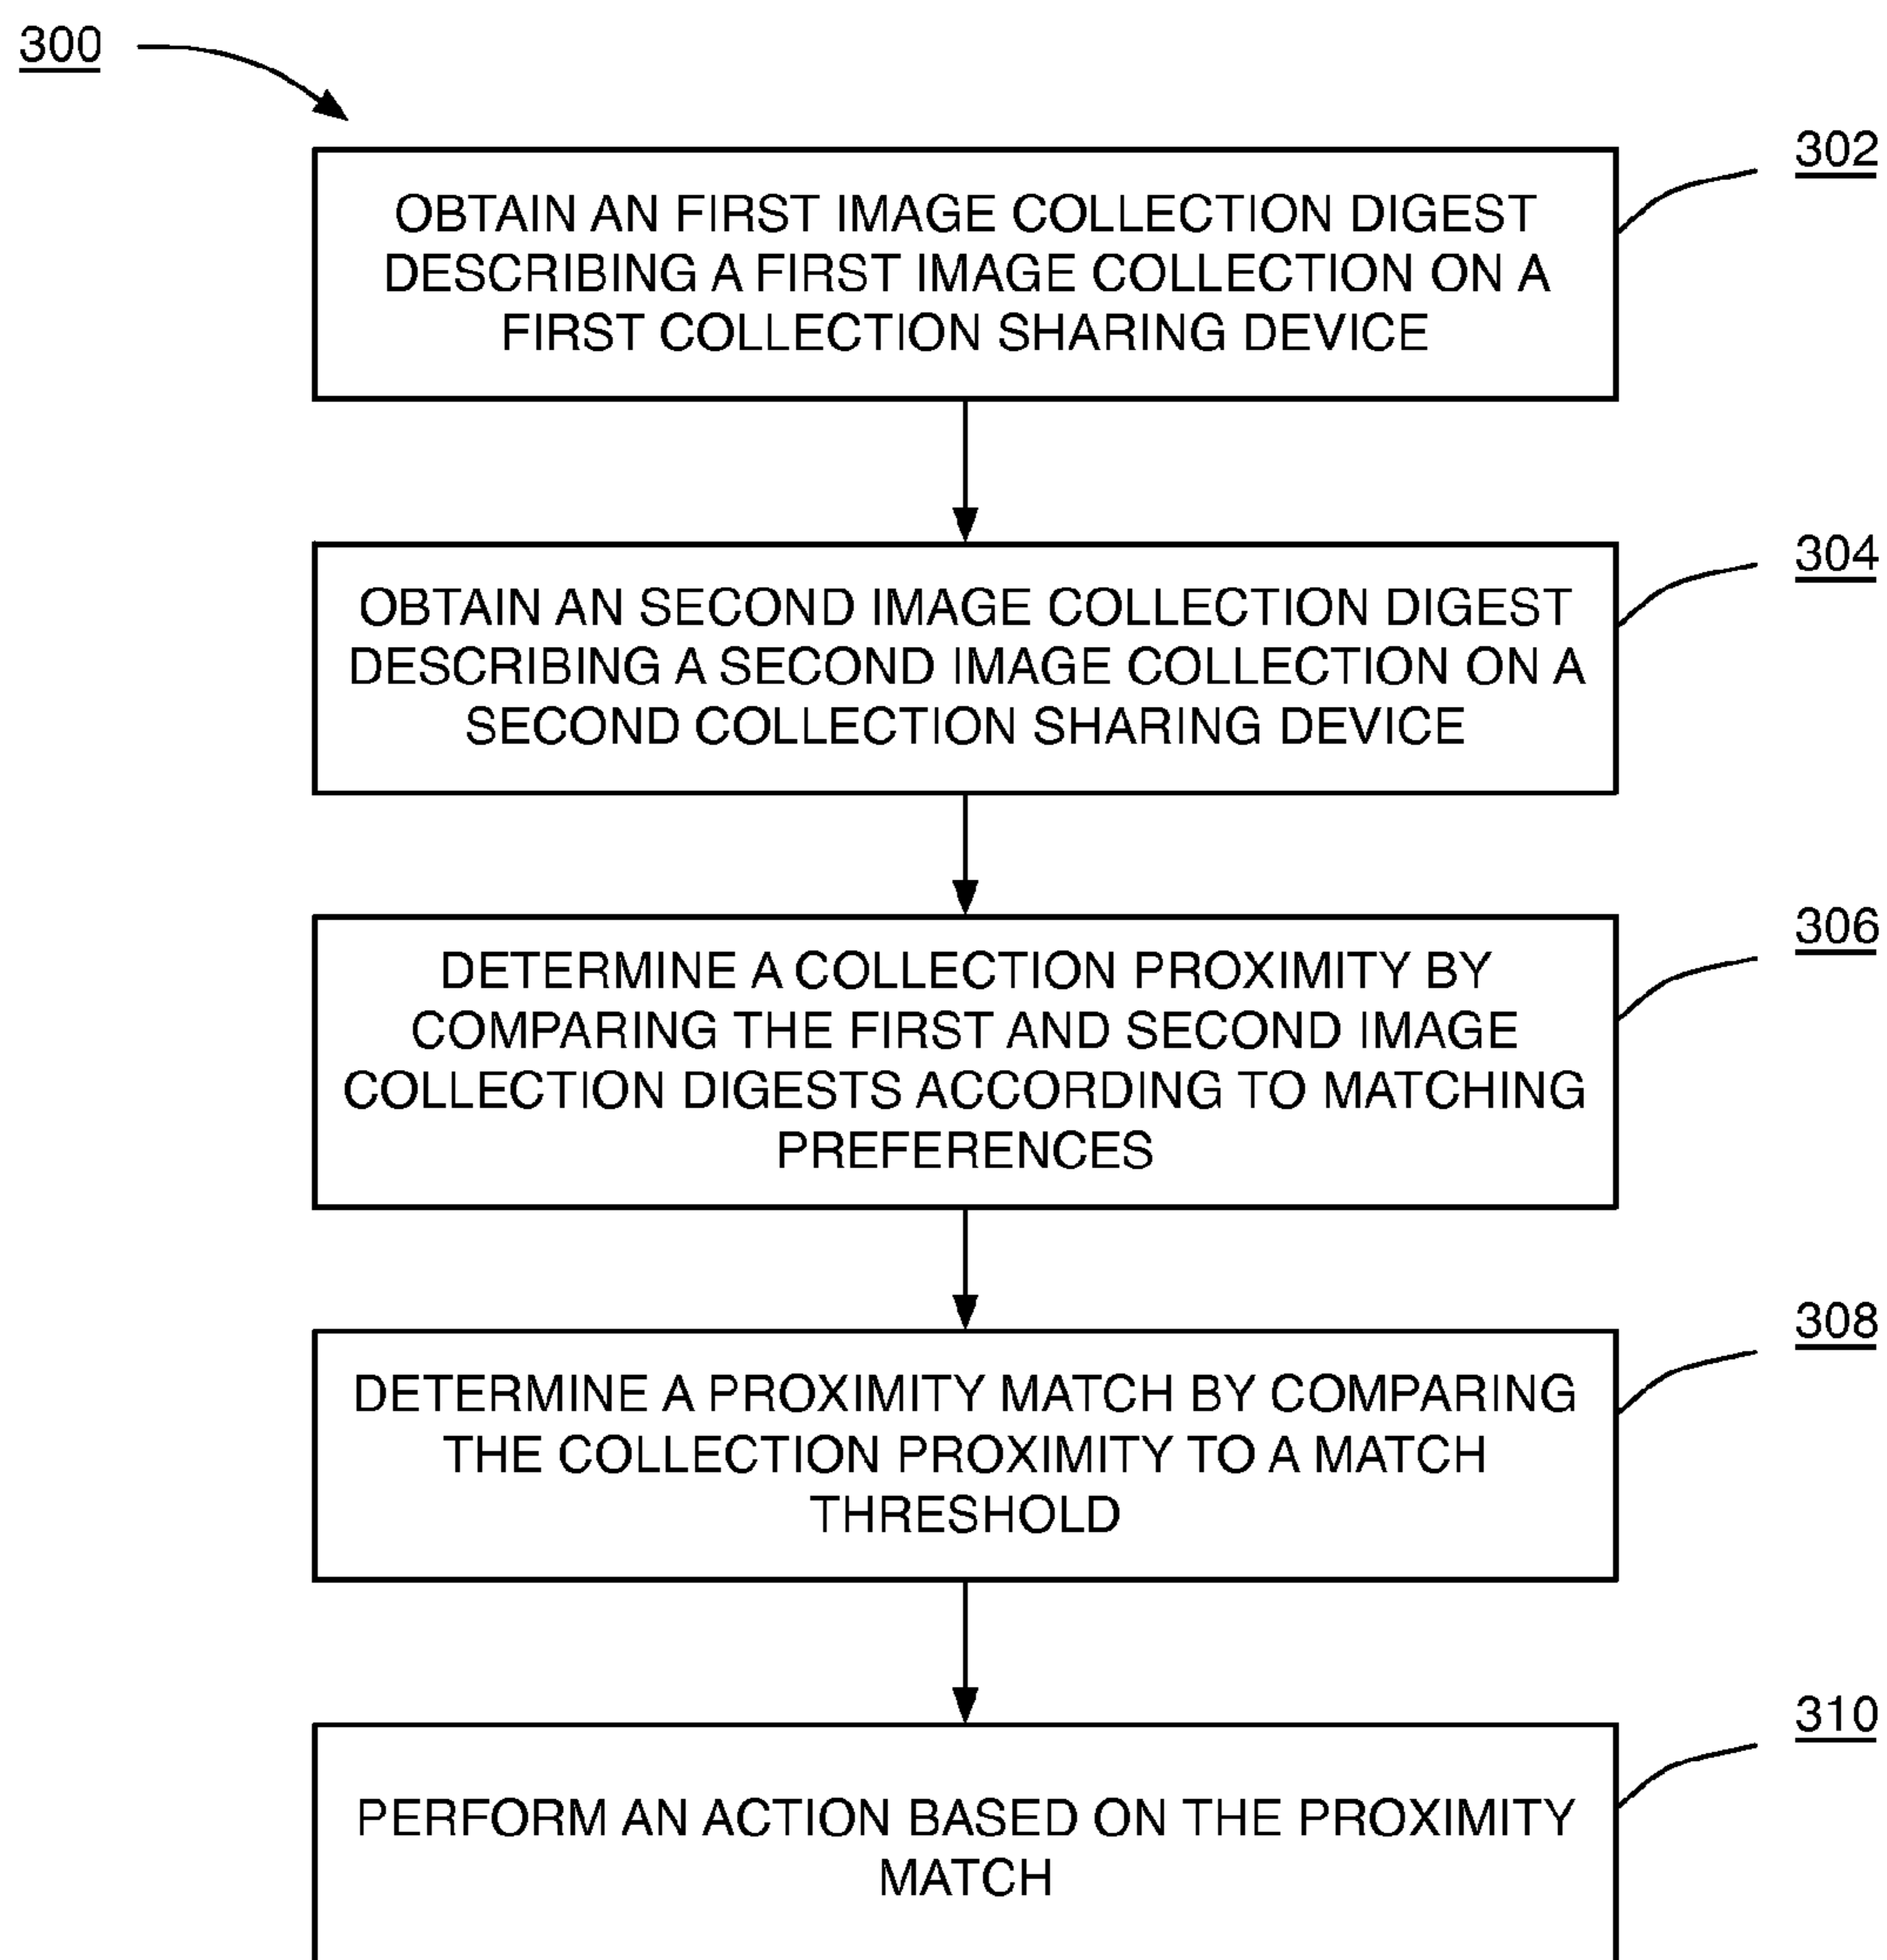 300
302
OBTAIN AN FIRST IMAGE COLLECTION DIGEST
DESCRIBING A FIRST IMAGE COLLECTION ON A
FIRST COLLECTION SHARING DEVICE
304
OBTAIN AN SECOND IMAGE COLLECTION DIGEST
DESCRIBING A SECOND IMAGE COLLECTION ON A
SECOND COLLECTION SHARING DEVICE
306
DETERMINE A COLLECTION PROXIMITY BY
COMPARING THE FIRST AND SECOND IMAGE
COLLECTION DIGESTS ACCORDING TO MATCHING
PREFERENCES
308
DETERMINE A PROXIMITY MATCH BY COMPARING
THE COLLECTION PROXIMITY TO A MATCH
THRESHOLD
310
PERFORM AN ACTION BASED ON THE PROXIMITY
MATCH